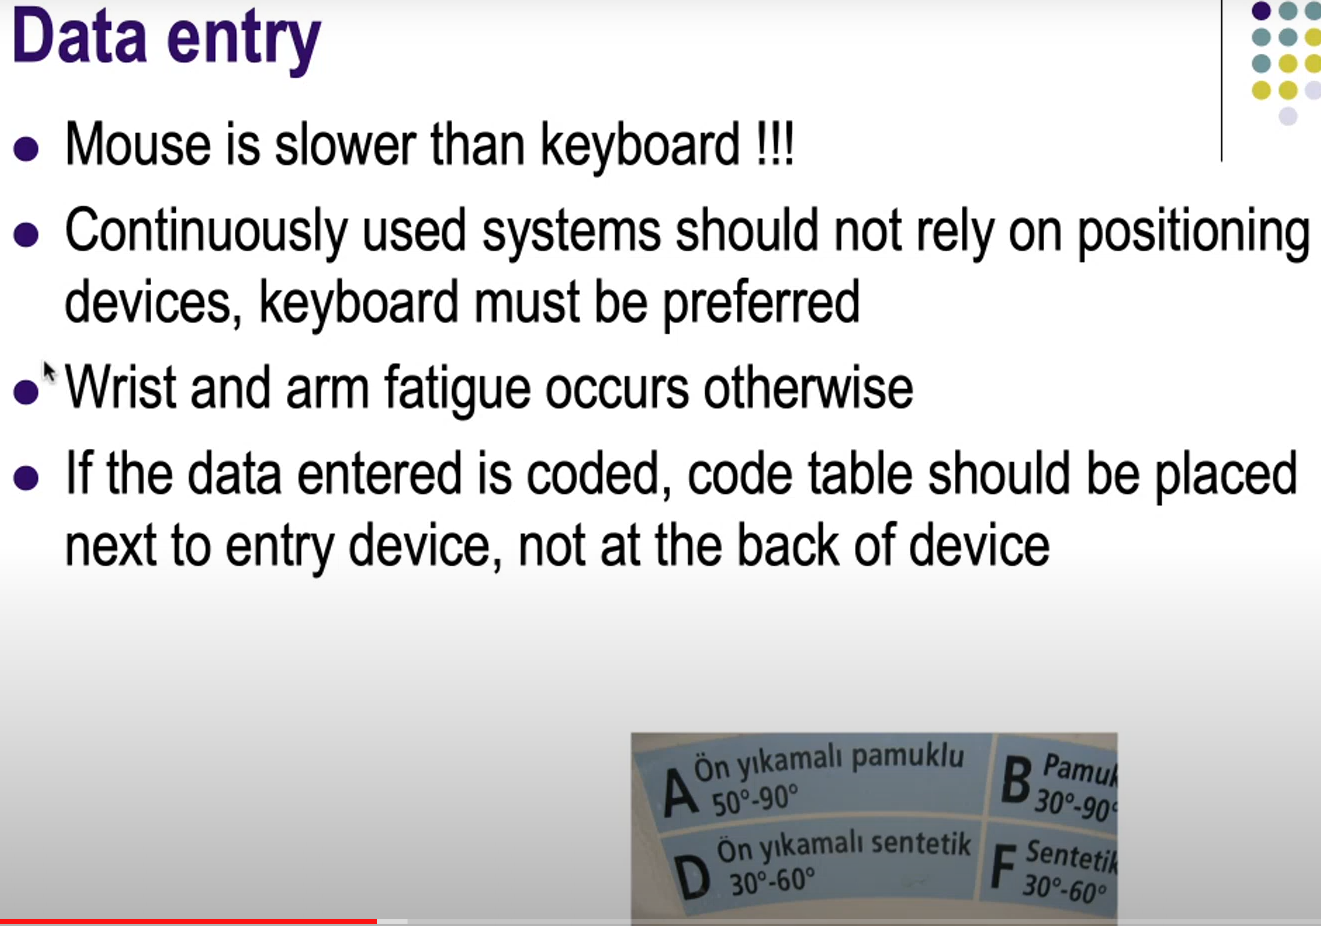 Data entry
Mouse is slower than keyboard !!!
Continuously used systems should not rely on positioning
devices, keyboard must be preferred
Wrist and arm fatigue occurs otherwise
If the data entered is coded, code table should be placed
next to entry device, not at the back of device
A Ön yıkamalı pamuklu
50°-90°
B Pamuk
30°-90°
D Ön yıkamalı sentetik
30°-60°
F Sentetik
30°-60°